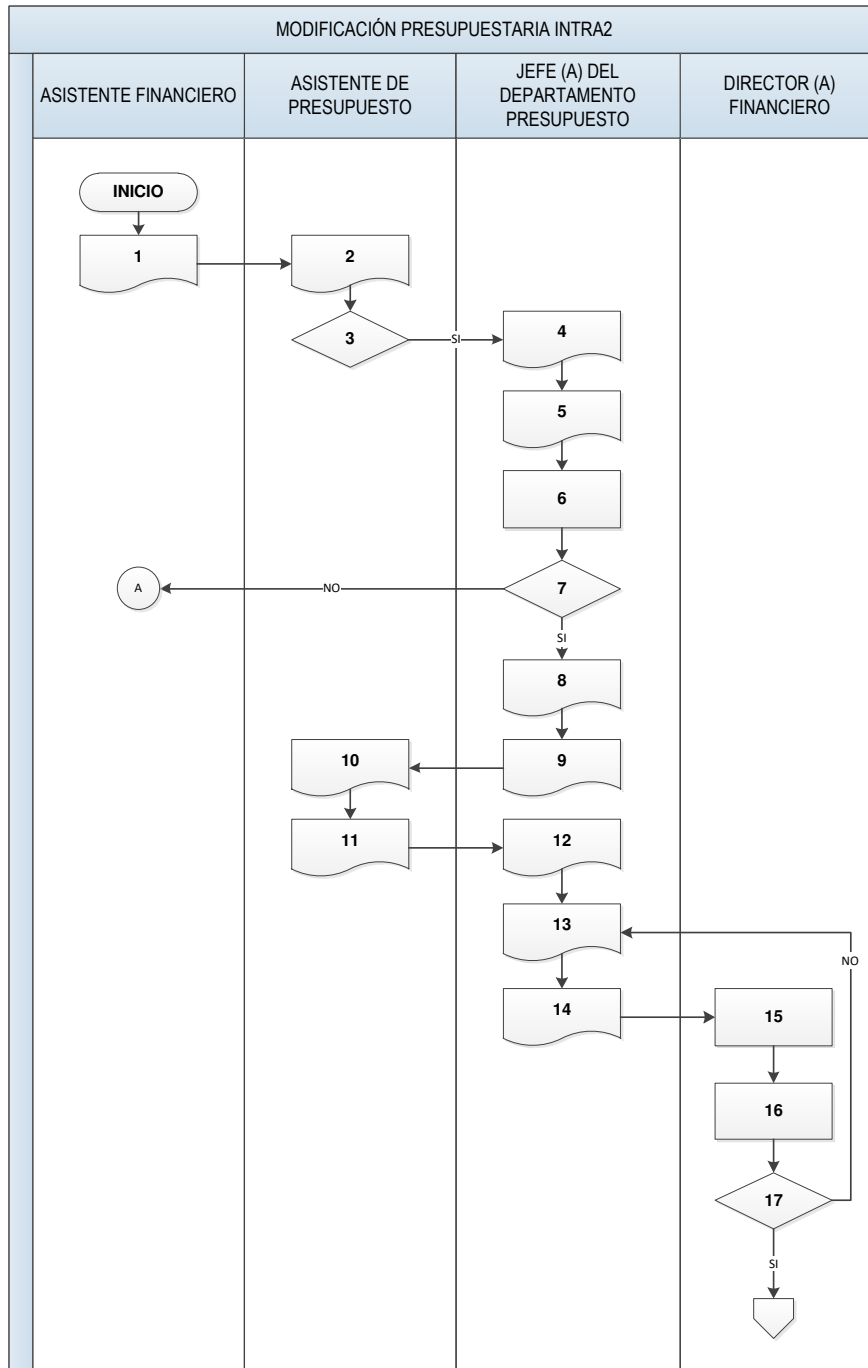 MODIFICACIÓN PRESUPUESTARIA INTRA2
ASISTENTE FINANCIERO
ASISTENTE DE
PRESUPUESTO
JEFE (A) DEL
DEPARTAMENTO
PRESUPUESTO
DIRECTOR (A)
FINANCIERO
INICIO
1
2
3
SI
4
5
6
A
NO
7
SI
8
10
9
11
12
13
NO
14
15
16
17
SI